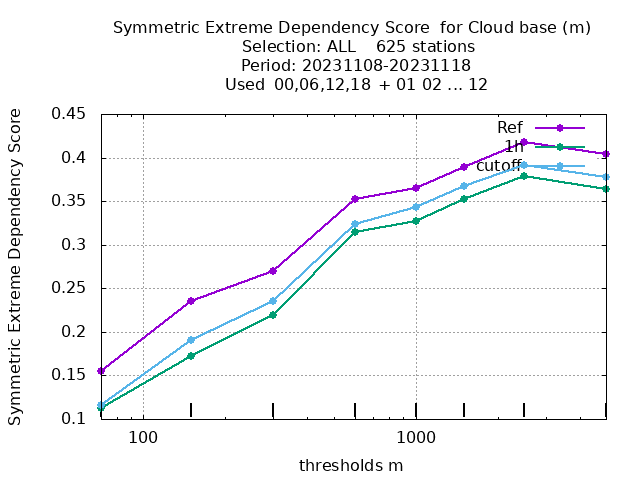 Symmetric Extreme Dependency Score  for Cloud base (m)
Selection: ALL    625 stations
Period: 20231108-20231118
Used  00,06,12,18  + 01 02 ... 12
Symmetric Extreme Dependency Score
0.45
0.4
0.35
0.3
0.25
0.2
0.15
0.1
Ref
1h
cutoff
100
1000
thresholds m